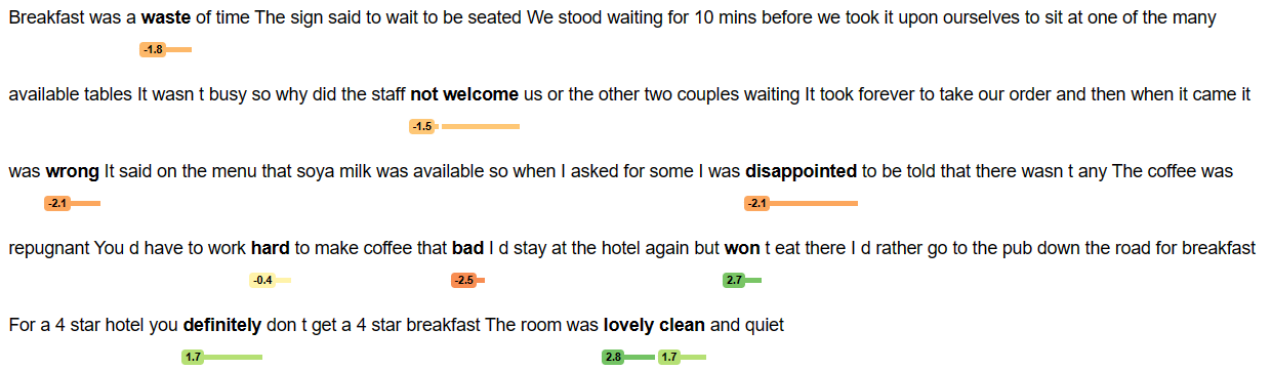 Breakfast was a waste of time The sign said to wait to be seated We stood waiting for 10 mins before we took it upon ourselves to sit at one of the many
-1.8
available tables It wasn t busy so why did the staff not welcome us or the other two couples waiting It took forever to take our order and then when it came it
-1.5
was wrong It said on the menu that soya milk was available so when I asked for some I was disappointed to be told that there wasn t any The coffee was
-2.1 -2.1
repugnant You d have to work hard to make coffee that bad I d stay at the hotel again but won t eat there I d rather go to the pub down the road for breakfast
-0.4 -2.5 2.7
For a 4 star hotel you definitely don t get a 4 star breakfast The room was lovely clean and quiet
1.7 2.8 1.7